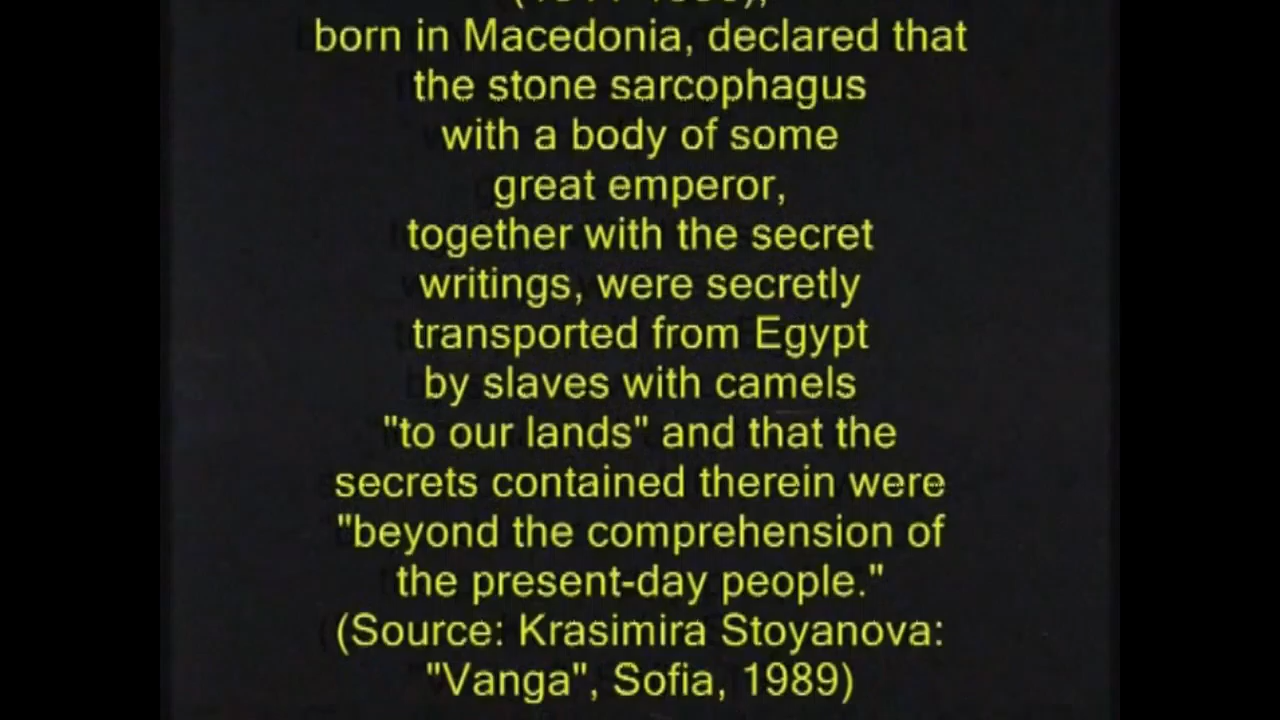 born in Macedonia, declared that
the stone sarcophagus
with a body of some
great emperor,
together with the secret
writings, were secretly
transported from Egypt
by slaves with camels
"to our lands" and that the
secrets contained therein were
"beyond the comprehension of
the present-day people."
(Source: Krasimira Stoyanova:
"Vanga", Sofia, 1989)